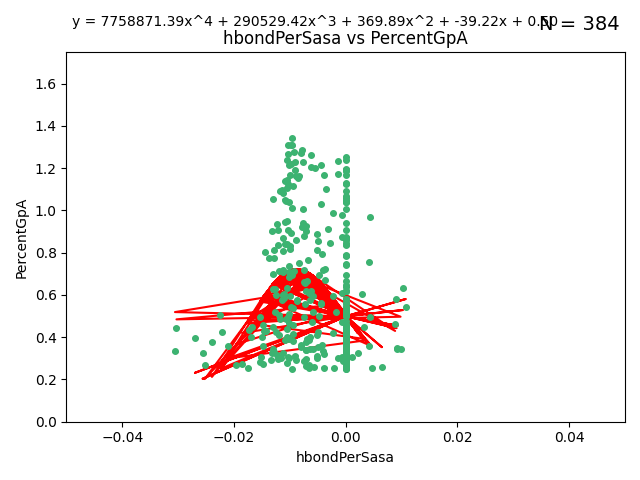 y = 7758871.39x^4 + 290529.42x^3 + 369.89x^2 + -39.22x + 0.50
N = 384
hbondPerSasa vs PercentGpA
1.6
1.4
1.2
1.0
0.8
0.6
0.4
0.2
0.0
PercentGpA
−0.04
−0.02
0.00
0.02
0.04
hbondPerSasa